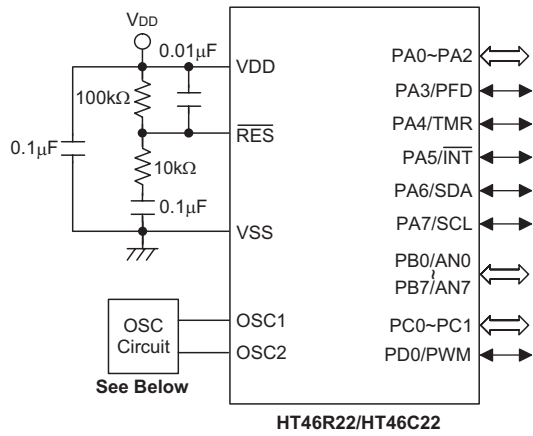 VDD
0.01μF
VDD
100kΩ
R̅E̅S̅
0.1μF
10kΩ
0.1μF
VSS
OSC
Circuit
OSC1
OSC2
See Below
PA0~PA2
PA3/PFD
PA4/TMR
PA5/I̅N̅T̅
PA6/SDA
PA7/SCL
PB0/AN0
~
PB7/AN7
PC0~PC1
PD0/PWM
HT46R22/HT46C22